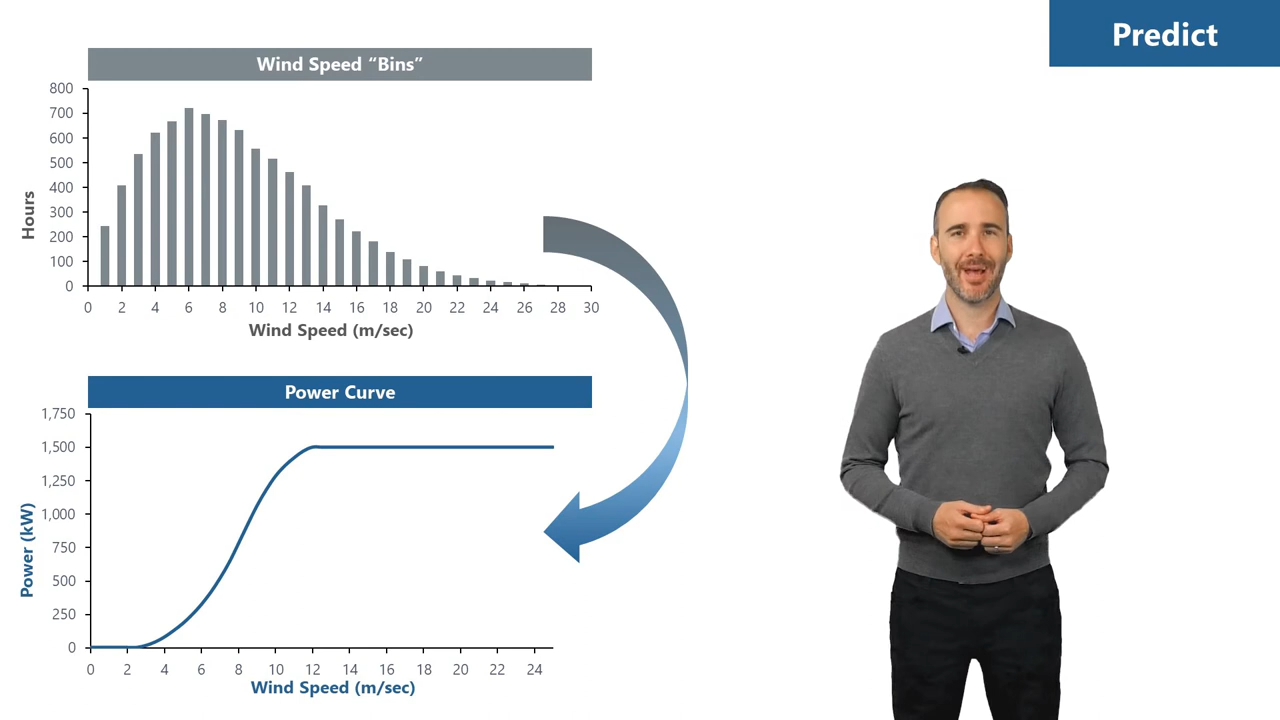 Predict
Wind Speed “Bins”
800
700
600
500
400
300
200
100
0
Hours
0 2 4 6 8 10 12 14 16 18 20 22 24 26 28 30
Wind Speed (m/sec)
Power Curve
1,750
1,500
1,250
1,000
750
500
250
0
Power (kW)
0 2 4 6 8 10 12 14 16 18 20 22 24
Wind Speed (m/sec)